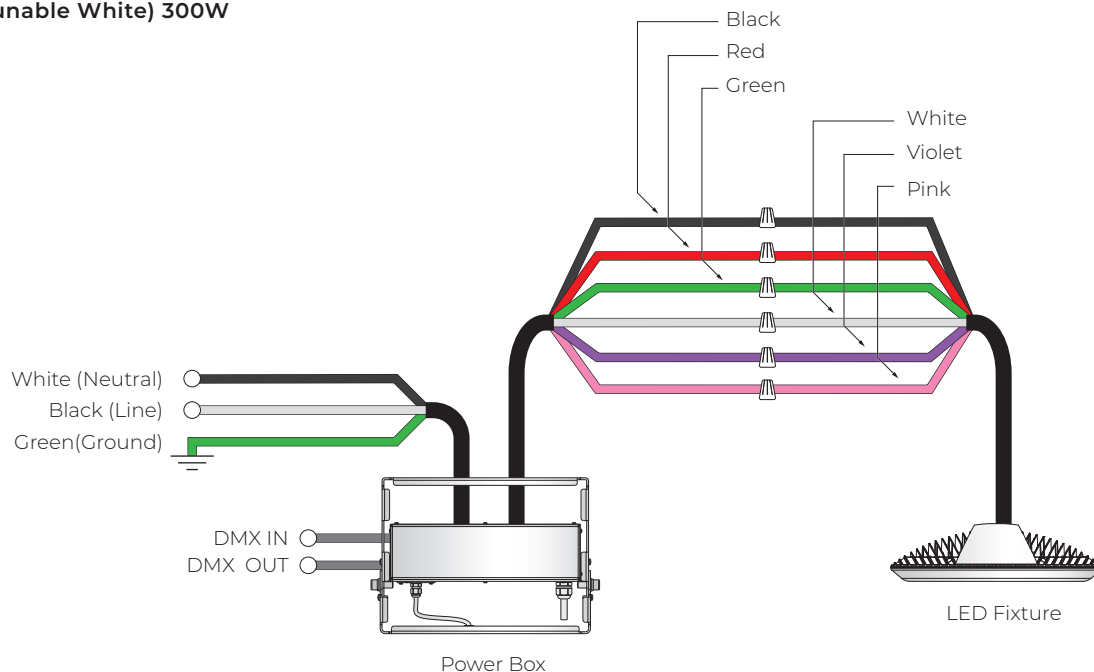 unable White) 300W
Black
Red
Green
White
Violet
Pink
White (Neutral)
Black (Line)
Green(Ground)
DMX IN
DMX OUT
LED Fixture
Power Box